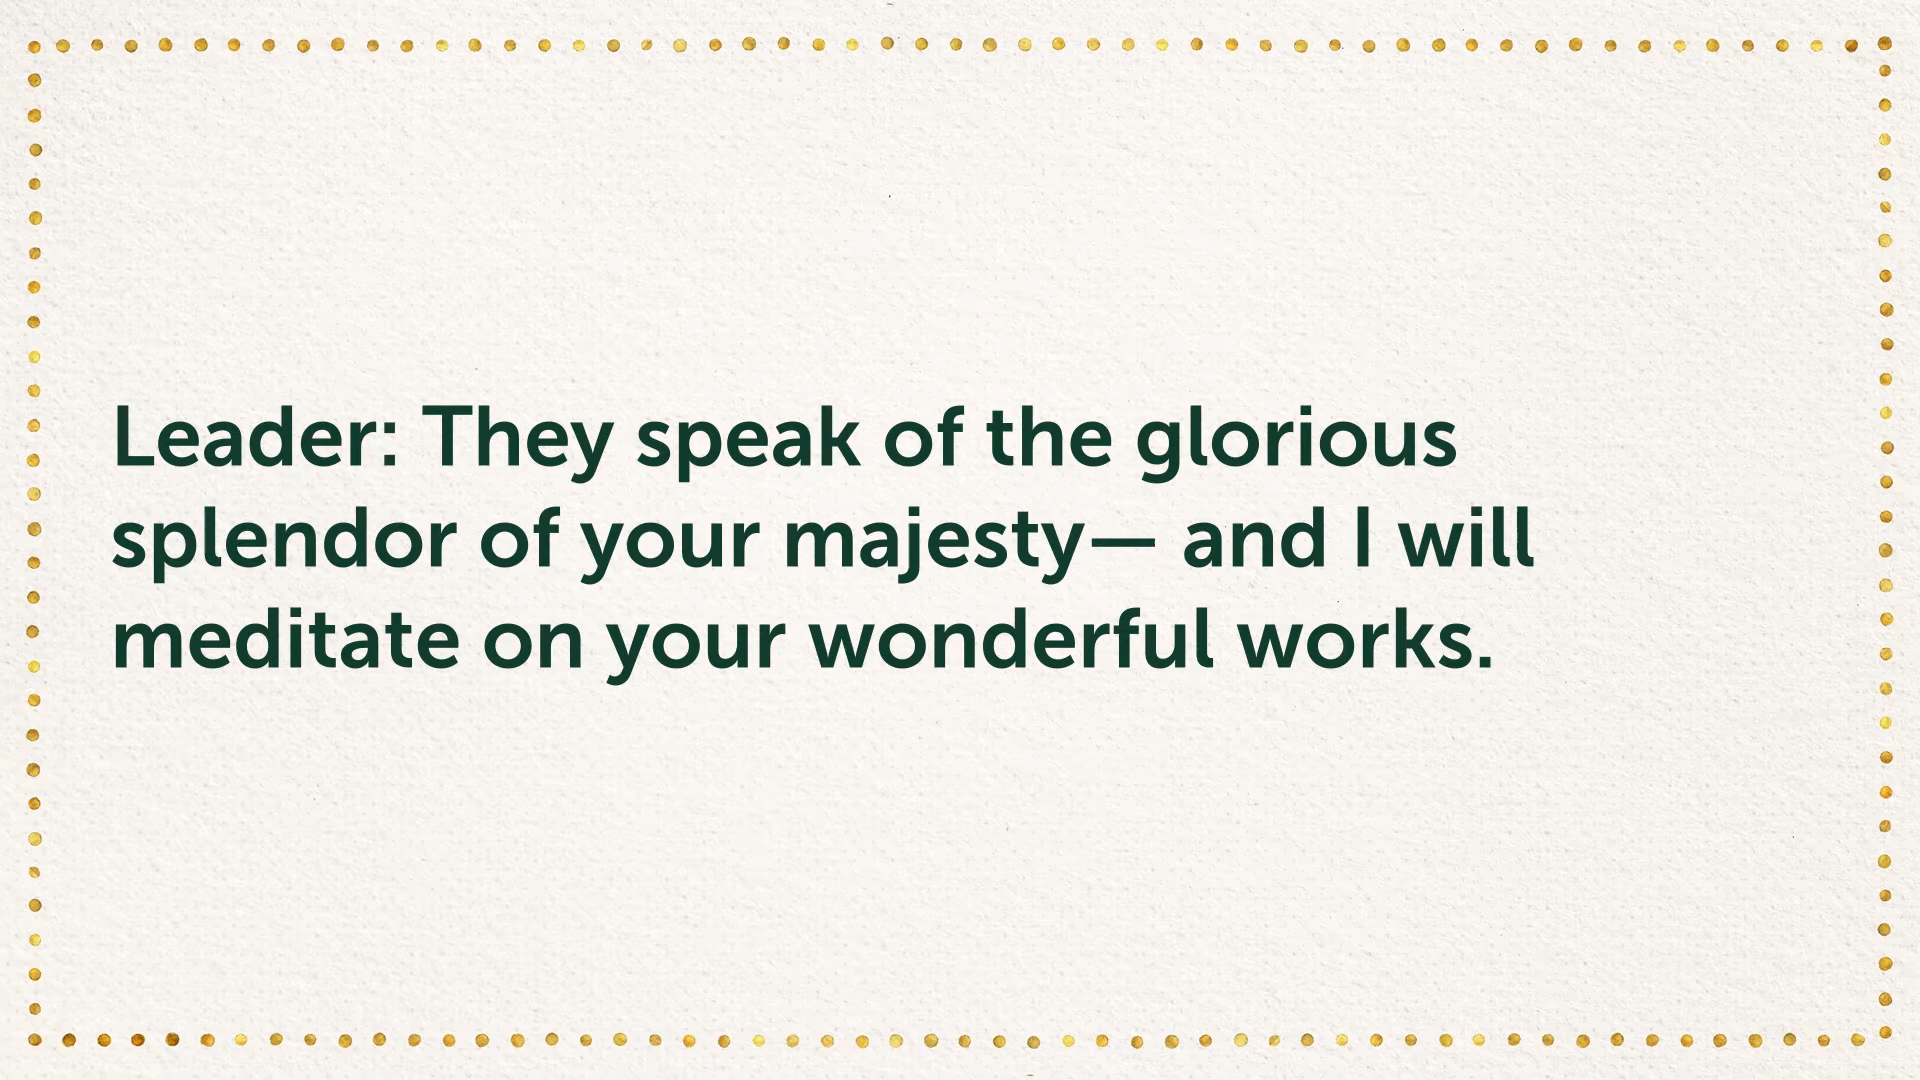 Leader: They speak of the glorious
splendor of your majesty— and I will
meditate on your wonderful works.